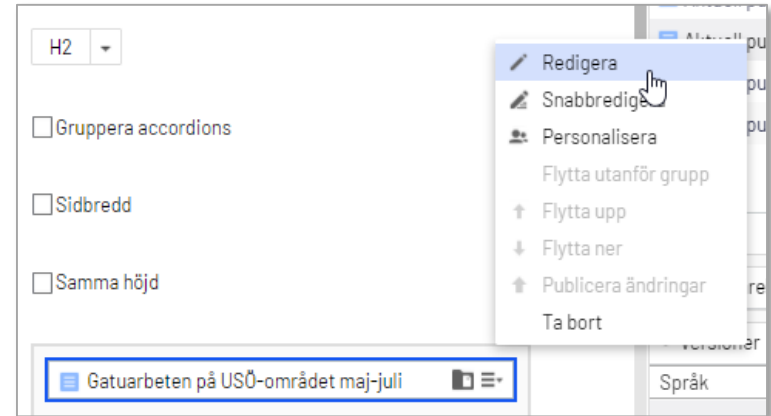 H2
Gruppera accordions
Sidbredd
Samma höjd
Gatuarbeten på USÖ-området maj-juli
Redigera
Snabbredigera
Personalisera
Flytta utanför grupp
Flytta upp
Flytta ner
Publicera ändringar
Ta bort
Språk